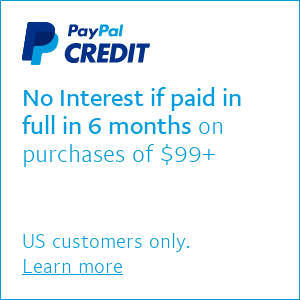 PayPal
CREDIT
No Interest if paid in
full in 6 months on
purchases of $99+
US customers only.
Learn more